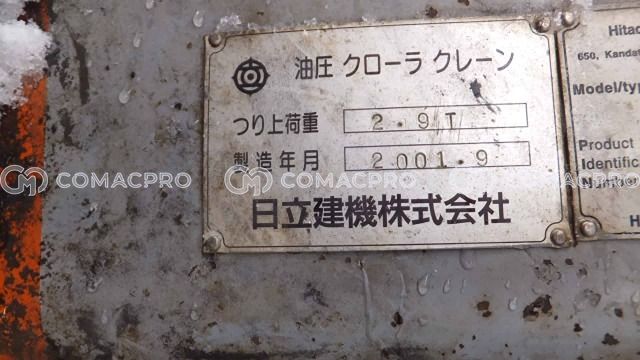 油圧 クローラ クレーン
つり上荷重 2.9T
製造年月 2001.9
日立建機株式会社
Hitac
650, Kandat
Model/typ
Product
Identific
H
COMACPRO COMACPRO COMACPRO